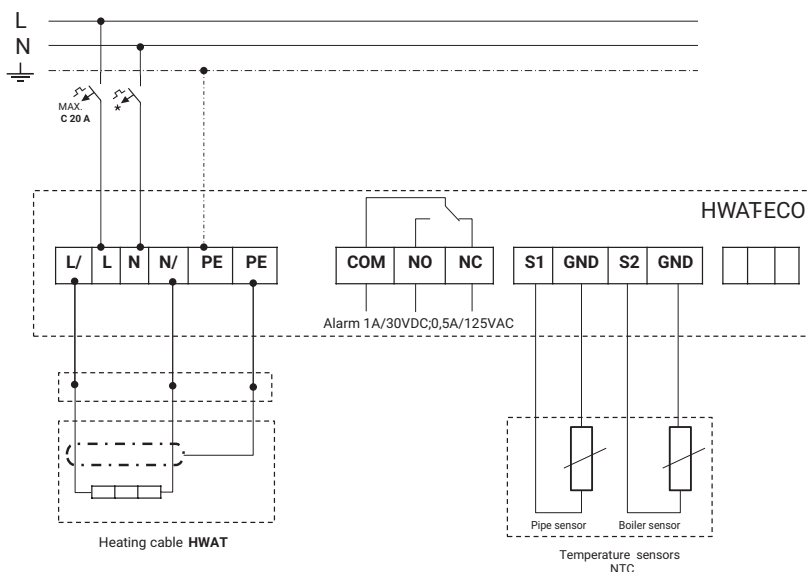 L
N
MAX.
C 20 A
*
HWAT-ECO
L/ L N N/ PE PE
COM NO NC
S1 GND S2 GND
Alarm 1A/30VDC;0,5A/125VAC
Pipe sensor Boiler sensor
Heating cable HWAT
Temperature sensors
NTC